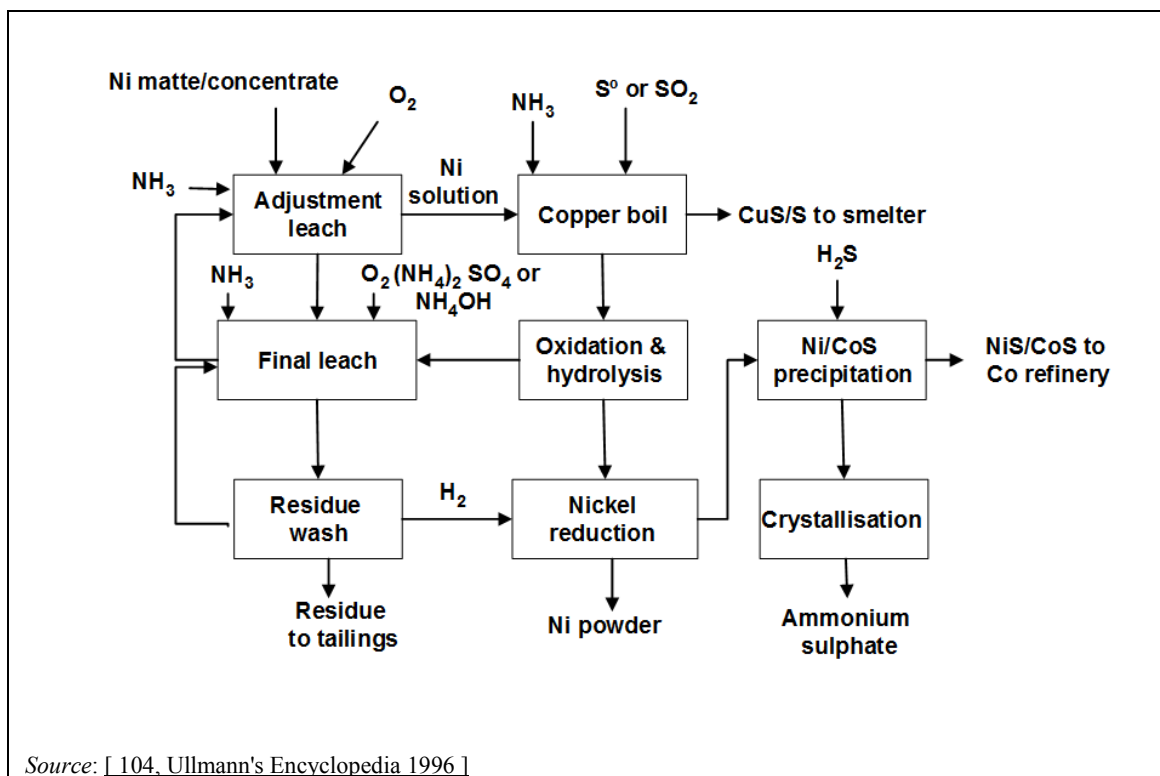 Ni matte/concentrate
O₂
NH₃
S⁰ or SO₂
NH₃
Adjustment
leach
Ni
solution
Copper boil
CuS/S to smelter
NH₃
O₂ (NH₄)₂ SO₄ or
NH₄OH
H₂S
Final leach
Oxidation &
hydrolysis
Ni/CoS
precipitation
NiS/CoS to
Co refinery
Residue
wash
H₂
Nickel
reduction
Crystallisation
Residue
to tailings
Ni powder
Ammonium
sulphate
Source: [ 104, Ullmann's Encyclopedia 1996 ]